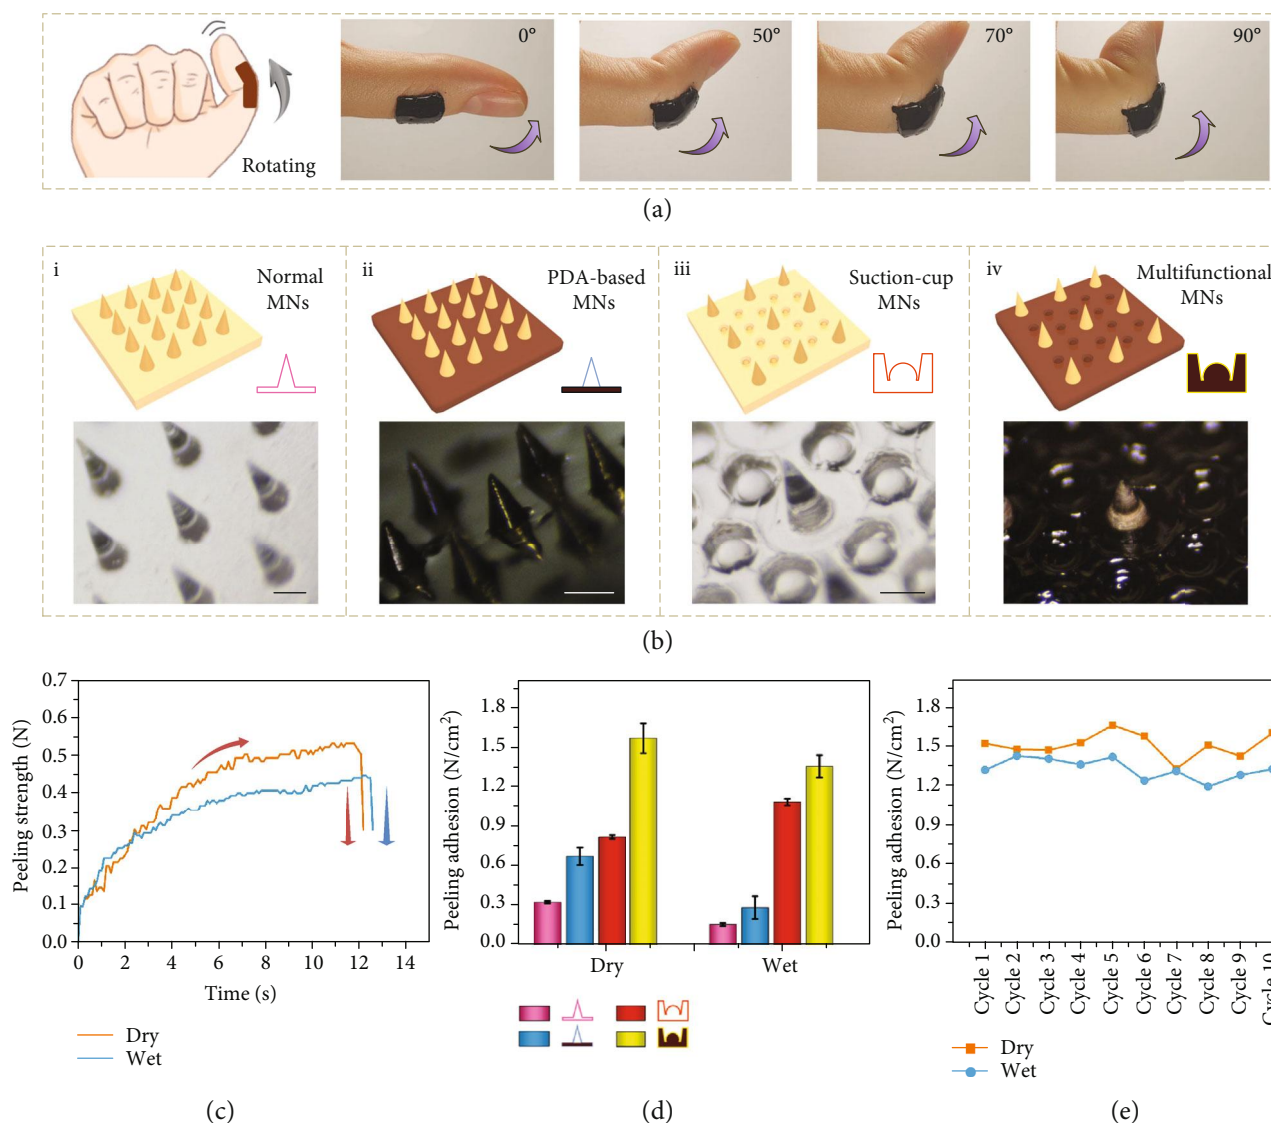 0°
50°
70°
90°
Rotating
(a)
i
Normal
MNs
ii
PDA-based
MNs
iii
Suction-cup
MNs
iv
Multifunctional
MNs
(b)
0.7
0.6
0.5
0.4
0.3
0.2
0.1
0.0
Peeling strength (N)
0 2 4 6 8 10 12 14
Time (s)
Dry
Wet
(c)
1.8
1.5
1.2
0.9
0.6
0.3
0.0
Peeling adhesion (N/cm²)
Dry Wet
(d)
1.8
1.5
1.2
0.9
0.6
0.3
0.0
Peeling adhesion (N/cm²)
Cycle 1
Cycle 2
Cycle 3
Cycle 4
Cycle 5
Cycle 6
Cycle 7
Cycle 8
Cycle 9
Cycle 10
Dry
Wet
(e)